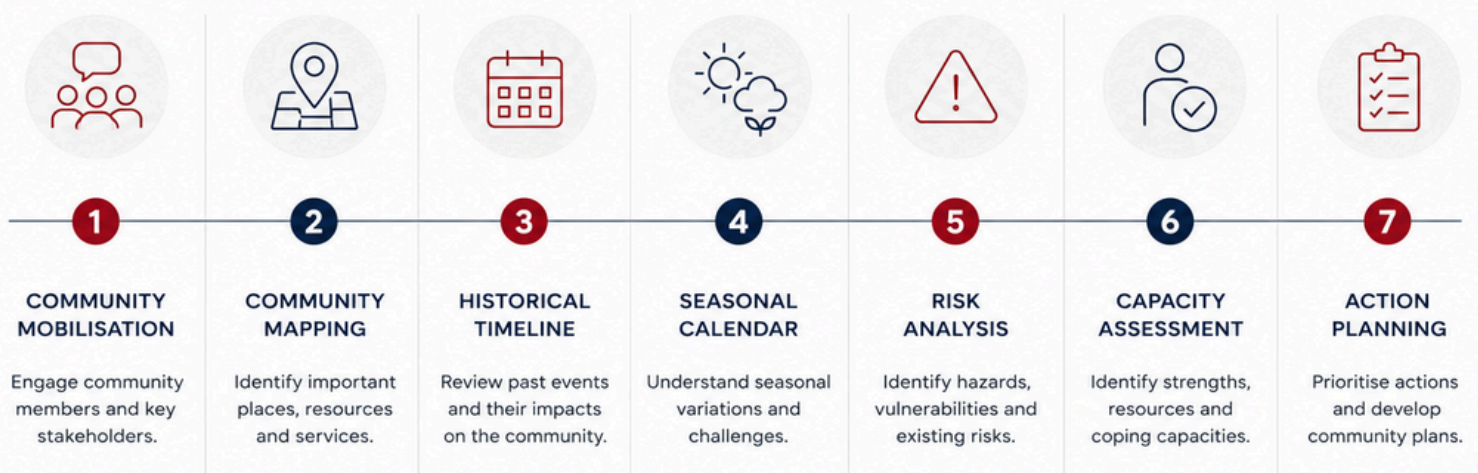 1
COMMUNITY
MOBILISATION
Engage community
members and key
stakeholders.
2
COMMUNITY
MAPPING
Identify important
places, resources
and services.
3
HISTORICAL
TIMELINE
Review past events
and their impacts
on the community.
4
SEASONAL
CALENDAR
Understand seasonal
variations and
challenges.
5
RISK
ANALYSIS
Identify hazards,
vulnerabilities and
existing risks.
6
CAPACITY
ASSESSMENT
Identify strengths,
resources and
coping capacities.
7
ACTION
PLANNING
Prioritise actions
and develop
community plans.